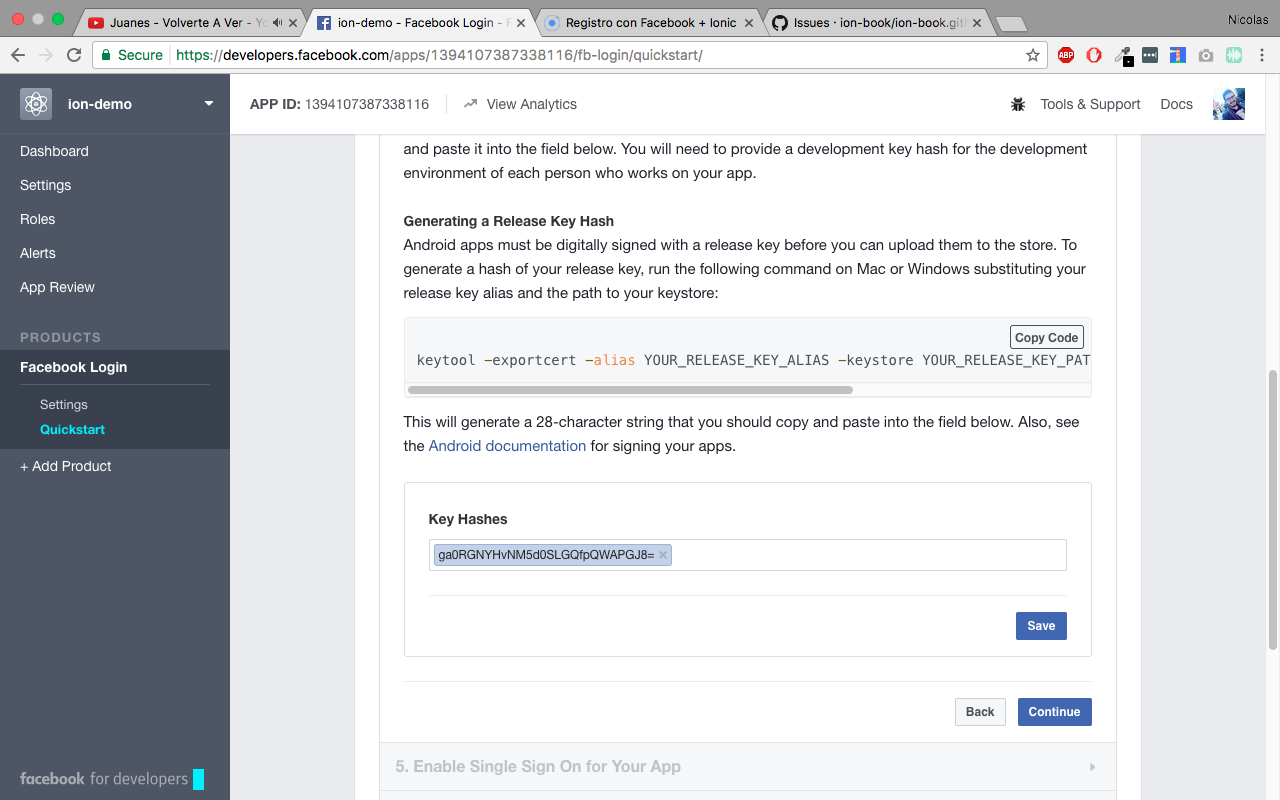 Juanes - Volverte A Ver - Yo
ion-demo - Facebook Login - F
Registro con Facebook + Ionic
Issues · ion-book/ion-book.gith
Nicolas
Secure
https://developers.facebook.com/apps/1394107387338116/fb-login/quickstart/
ABP
ion-demo
APP ID: 1394107387338116
View Analytics
Tools & Support
Docs
Dashboard
Settings
Roles
Alerts
App Review
PRODUCTS
Facebook Login
Settings
Quickstart
+ Add Product
facebook for developers
and paste it into the field below. You will need to provide a development key hash for the development
environment of each person who works on your app.
Generating a Release Key Hash
Android apps must be digitally signed with a release key before you can upload them to the store. To
generate a hash of your release key, run the following command on Mac or Windows substituting your
release key alias and the path to your keystore:
Copy Code
keytool –exportcert –alias YOUR_RELEASE_KEY_ALIAS –keystore YOUR_RELEASE_KEY_PAT
This will generate a 28-character string that you should copy and paste into the field below. Also, see
the Android documentation for signing your apps.
Key Hashes
ga0RGNYHvNM5d0SLGQfpQWAPGJ8=
Save
Back
Continue
5. Enable Single Sign On for Your App